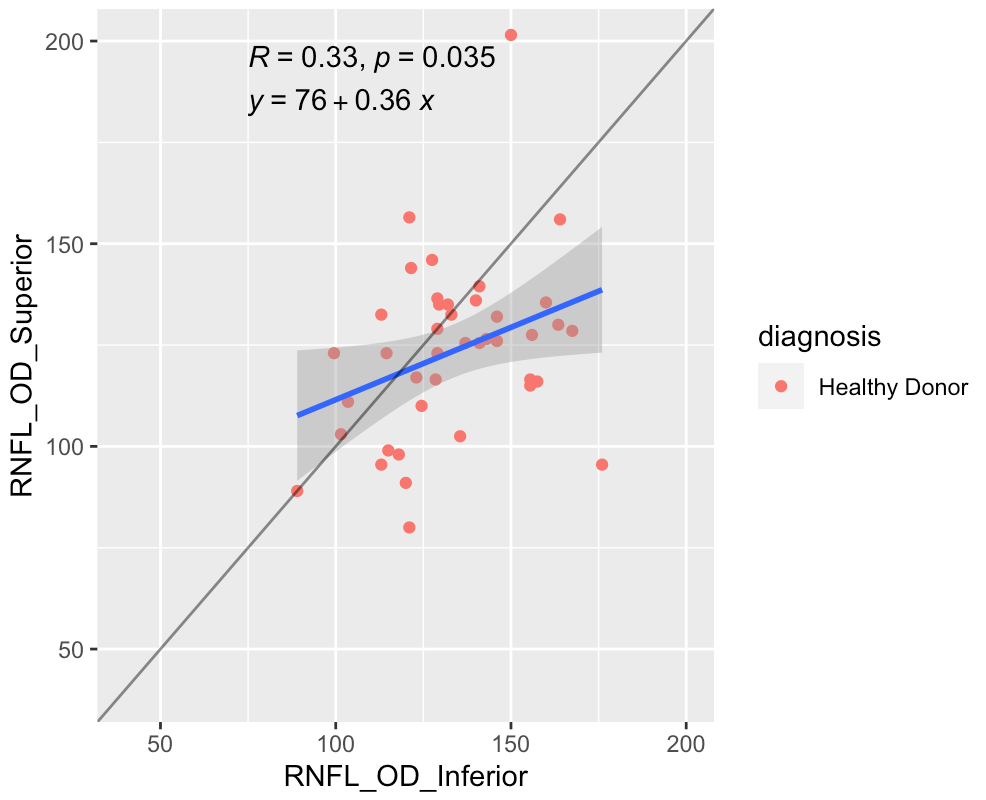 R = 0.33, p = 0.035
y = 76 + 0.36 x
200
150
100
50
RNFL_OD_Superior
50 100 150 200
RNFL_OD_Inferior
diagnosis
Healthy Donor